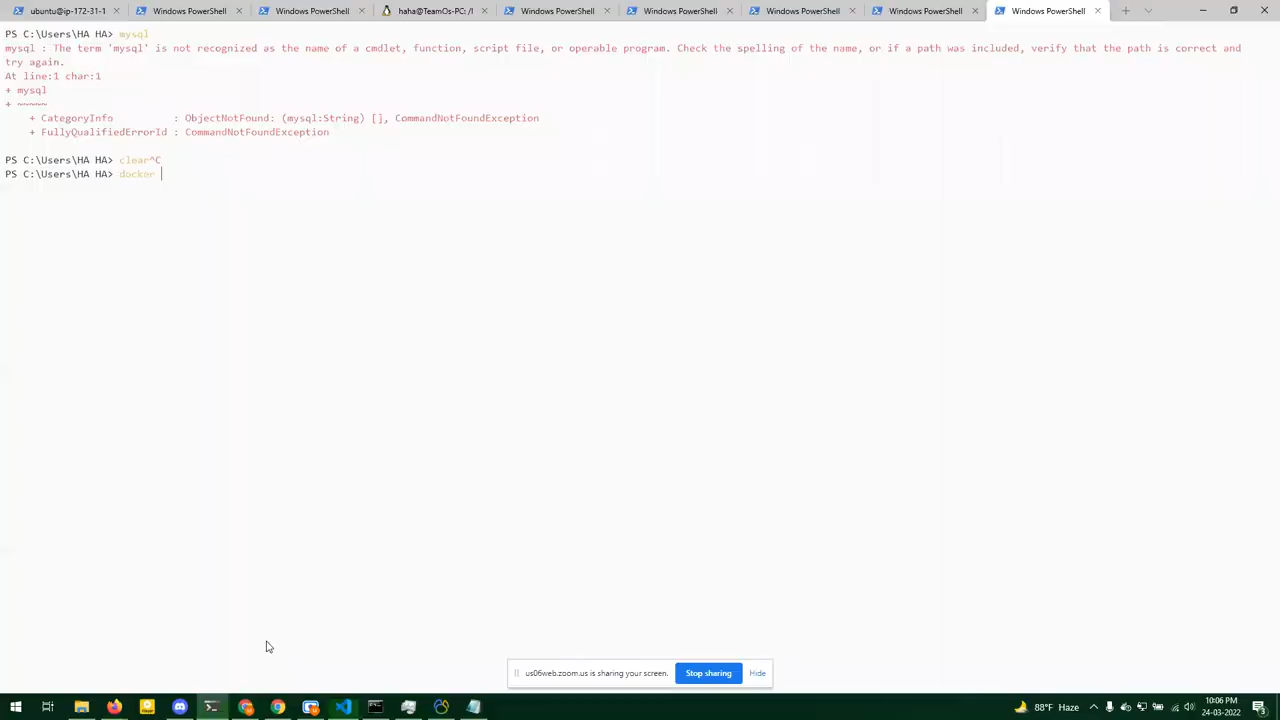 ubuntu@ip-172-31-1
Windows PowerShell
Windows PowerShell
haha@TeamOs-PC: /l
Windows PowerShell
Windows PowerShell
Windows PowerShell
Windows PowerShell
Windows PowerShell
PS C:\Users\HA HA> mysql
mysql : The term 'mysql' is not recognized as the name of a cmdlet, function, script file, or operable program. Check the spelling of the name, or if a path was included, verify that the path is correct and
try again.
At line:1 char:1
+ mysql
+ ~~~~~
+ CategoryInfo : ObjectNotFound: (mysql:String) [], CommandNotFoundException
+ FullyQualifiedErrorId : CommandNotFoundException
PS C:\Users\HA HA> clear^C
PS C:\Users\HA HA> docker
us06web.zoom.us is sharing your screen.
Stop sharing
Hide
88°F Haze
10:06 PM
24-03-2022
3